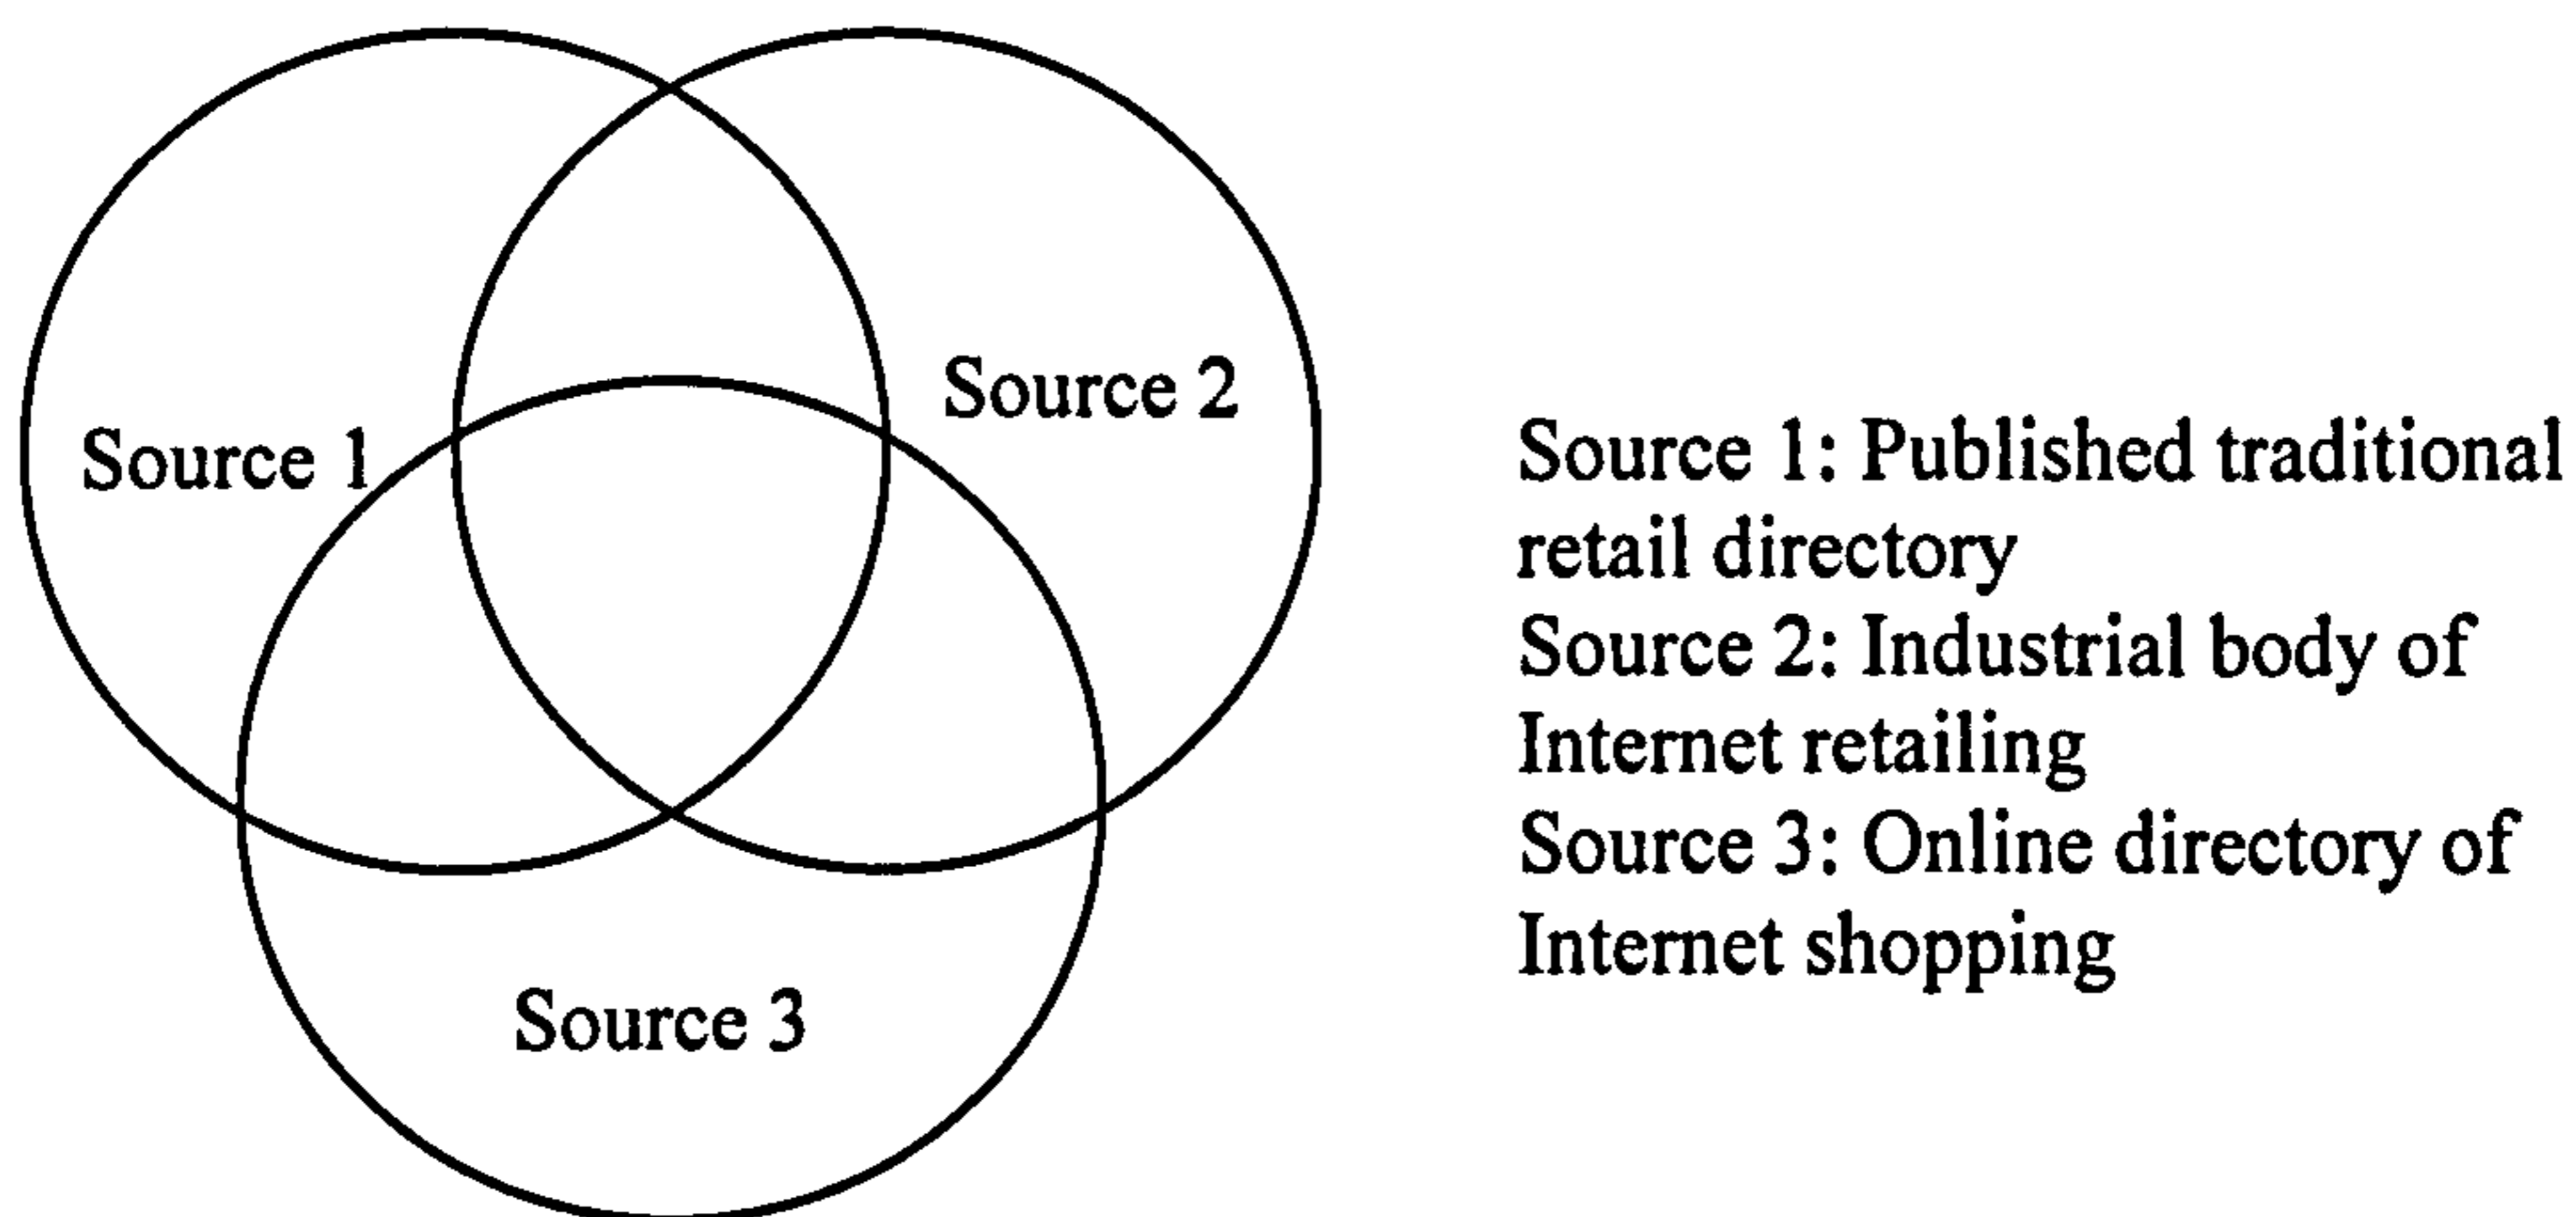 Source 1
Source 2
Source 3
Source 1: Published traditional
retail directory
Source 2: Industrial body of
Internet retailing
Source 3: Online directory of
Internet shopping